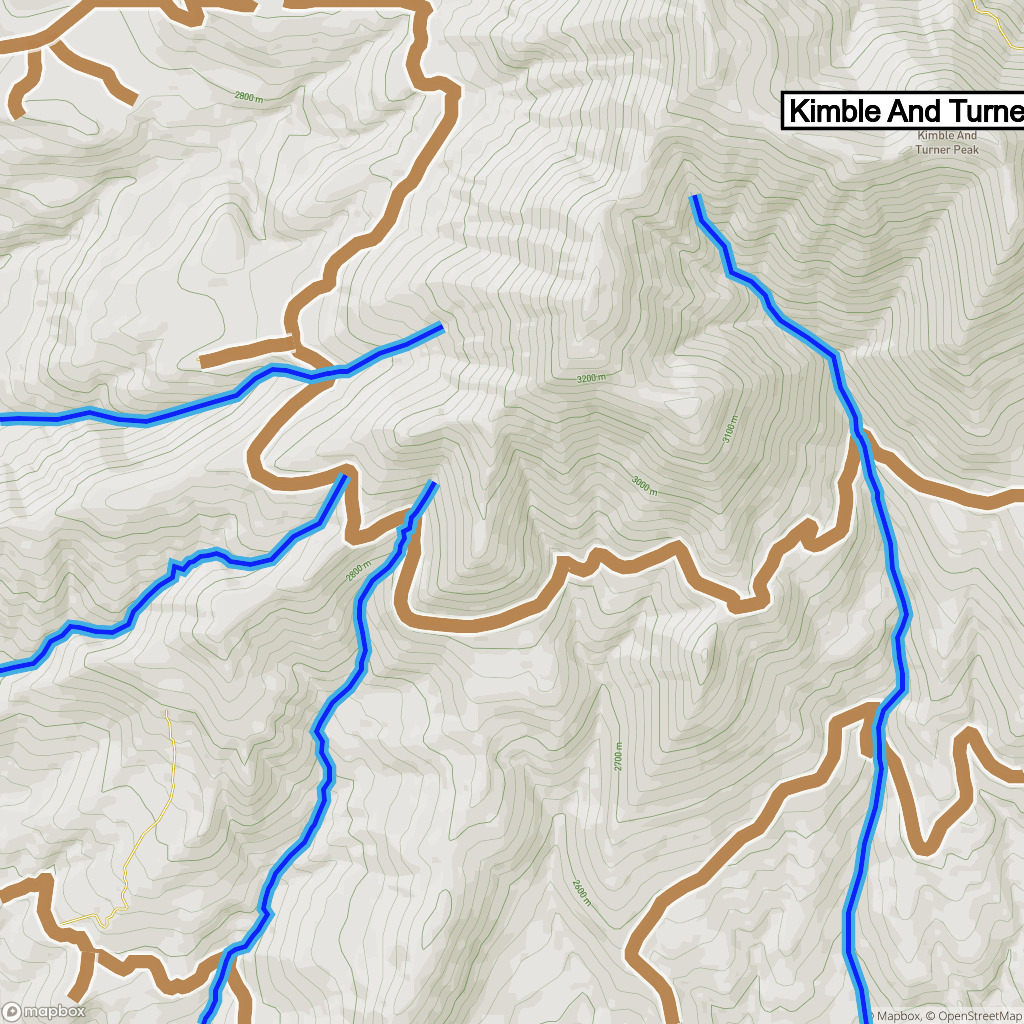 2800 m
Kimble And Turne
Kimble And
Turner Peak
3200 m
3100 m
3000 m
2800 m
2700 m
2600 m
mapbox
© Mapbox, © OpenStreetMap